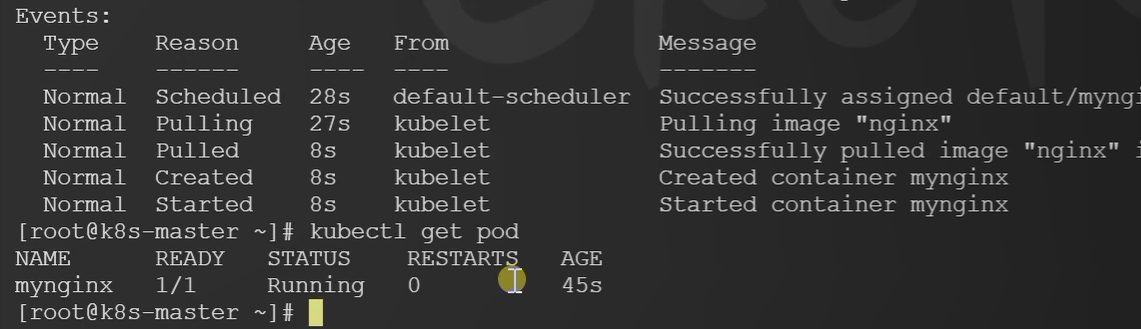 Events:
  Type    Reason     Age   From               Message
  ----    ------     ----  ----               -------
  Normal  Scheduled  28s   default-scheduler  Successfully assigned
  Normal  Pulling    27s   kubelet            Pulling image "nginx"
  Normal  Pulled     8s    kubelet            Successfully pulled image "nginx"
  Normal  Created    8s    kubelet            Created container mynginx
  Normal  Started    8s    kubelet            Started container mynginx
[root@k8s-master ~]# kubectl get pod
NAME      READY   STATUS    RESTARTS   AGE
mynginx   1/1     Running   0          45s
[root@k8s-master ~]#